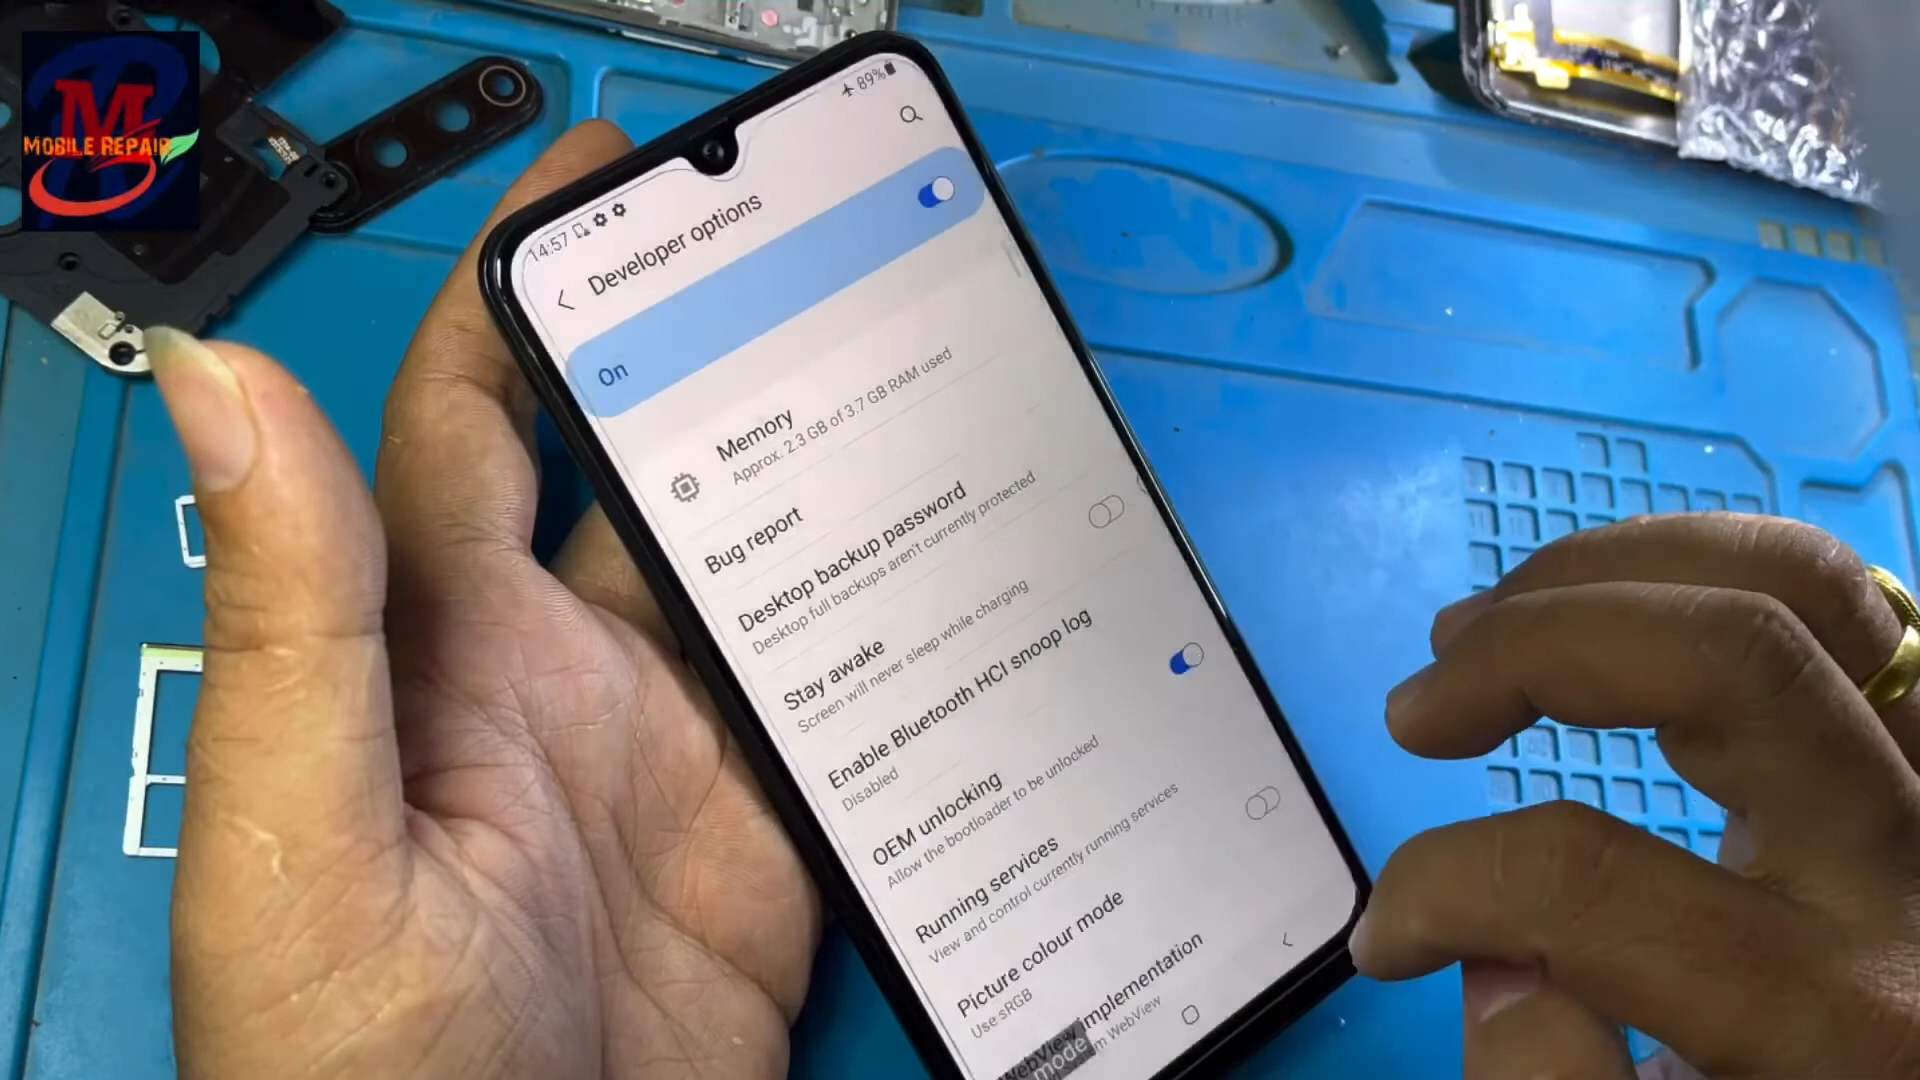 M
MOBILE REPAIR
14:57
89%
Developer options
On
Memory
Approx. 2.3 GB of 3.7 GB RAM used
Bug report
Desktop backup password
Desktop full backups aren't currently protected
Stay awake
Screen will never sleep while charging
Enable Bluetooth HCI snoop log
Disabled
OEM unlocking
Allow the bootloader to be unlocked
Running services
View and control currently running services
Picture colour mode
Use sRGB
WebView implementation
m WebView
mode